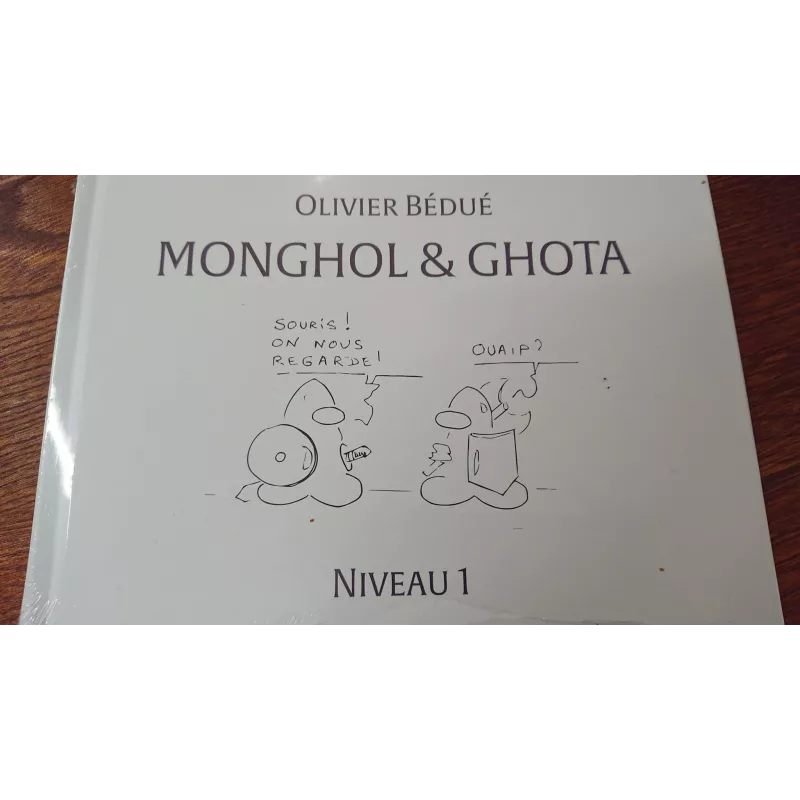 OLIVIER BÉDUÉ
MONGHOL & GHOTA
SOURIS!
ON NOUS
REGARDE!
OUAIP?
NIVEAU 1